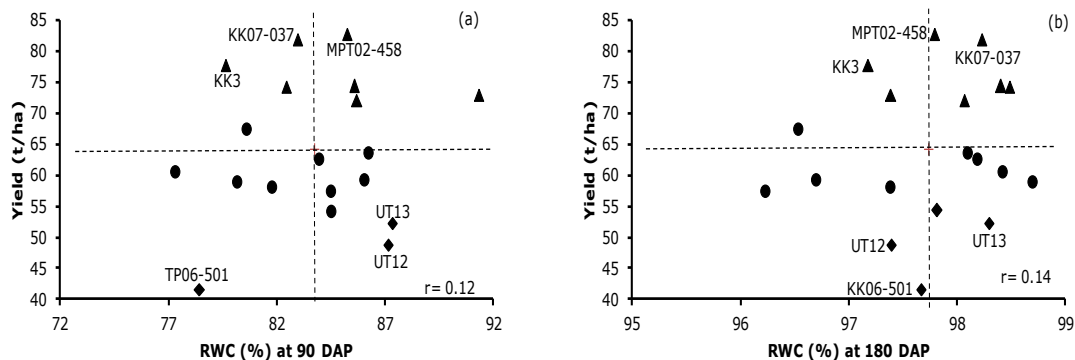 (a)
Yield (t/ha)
85
80
75
70
65
60
55
50
45
40
KK07-037
MPT02-458
KK3
UT13
UT12
TP06-501
r= 0.12
72
77
82
87
92
RWC (%) at 90 DAP
(b)
Yield (t/ha)
85
80
75
70
65
60
55
50
45
40
MPT02-458
KK07-037
KK3
UT12
UT13
KK06-501
r= 0.14
95
96
97
98
99
RWC (%) at 180 DAP